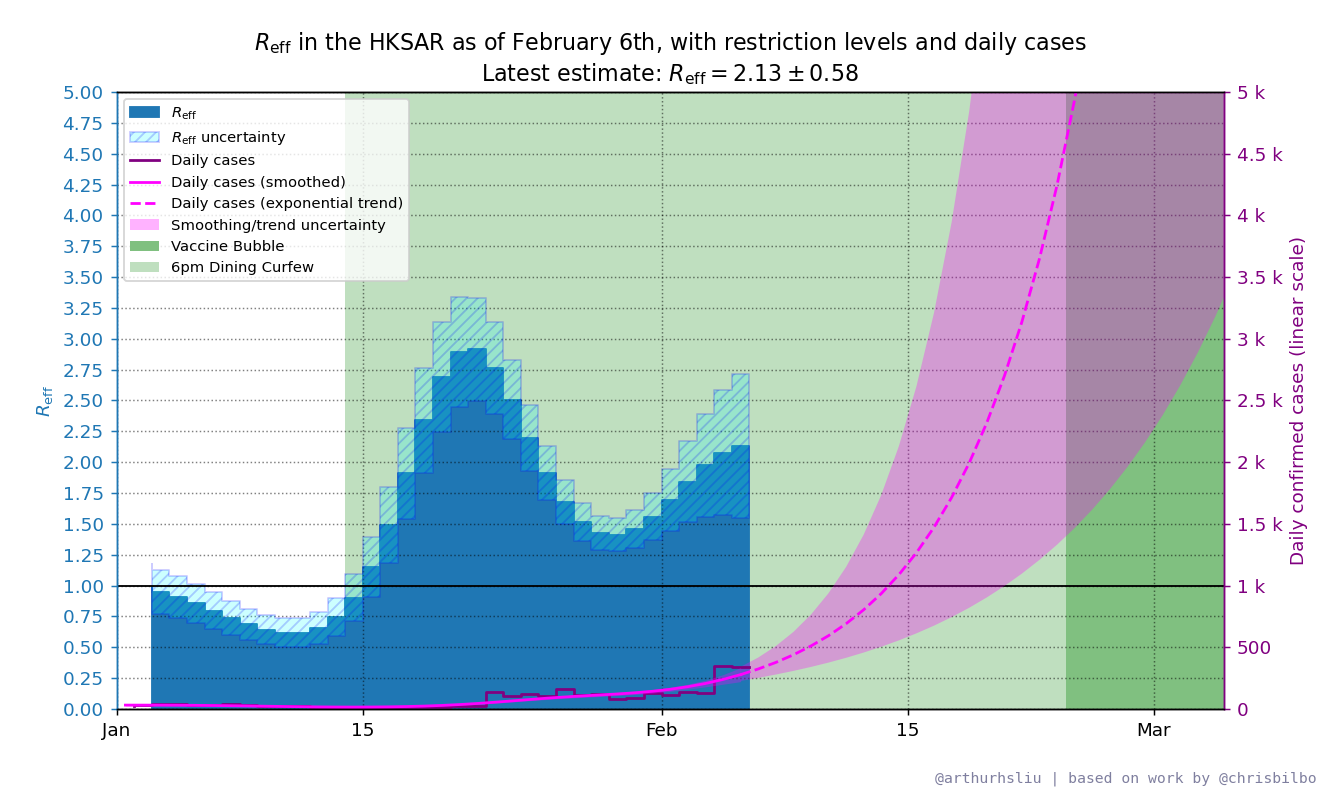 R_eff in the HKSAR as of February 6th, with restriction levels and daily cases
Latest estimate: R_eff = 2.13 ± 0.58
R_eff
R_eff uncertainty
Daily cases
Daily cases (smoothed)
Daily cases (exponential trend)
Smoothing/trend uncertainty
Vaccine Bubble
6pm Dining Curfew
R_eff
5.00
4.75
4.50
4.25
4.00
3.75
3.50
3.25
3.00
2.75
2.50
2.25
2.00
1.75
1.50
1.25
1.00
0.75
0.50
0.25
0.00
5 k
4.5 k
4 k
3.5 k
3 k
2.5 k
2 k
1.5 k
1 k
500
0
Daily confirmed cases (linear scale)
Jan 15 Feb 15 Mar
@arthurhsliu | based on work by @chrisbilbo